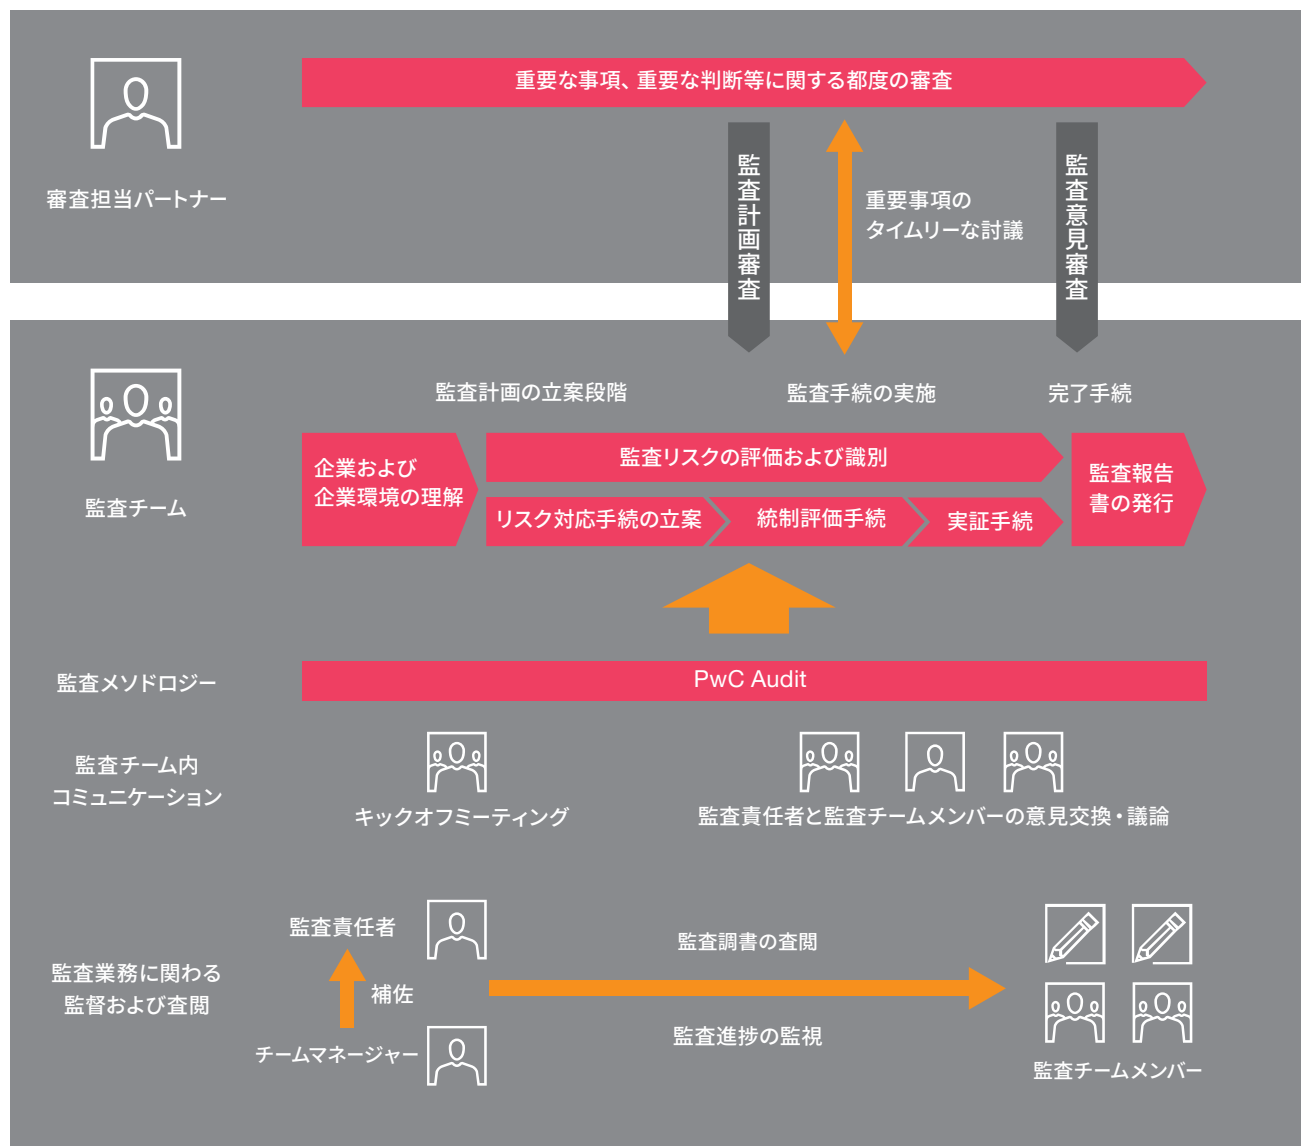 重要な事項、重要な判断等に関する都度の審査
審査担当パートナー
監査計画審査
重要事項の
タイムリーな討議
監査意見審査
監査チーム
監査計画の立案段階
監査手続の実施
完了手続
企業および
企業環境の理解
監査リスクの評価および識別
リスク対応手続の立案
統制評価手続
実証手続
監査報告
書の発行
監査メソドロジー
PwC Audit
監査チーム内
コミュニケーション
キックオフミーティング
監査責任者と監査チームメンバーの意見交換・議論
監査業務に関わる
監督および査閲
監査責任者
補佐
チームマネージャー
監査調書の査閲
監査進捗の監視
監査チームメンバー